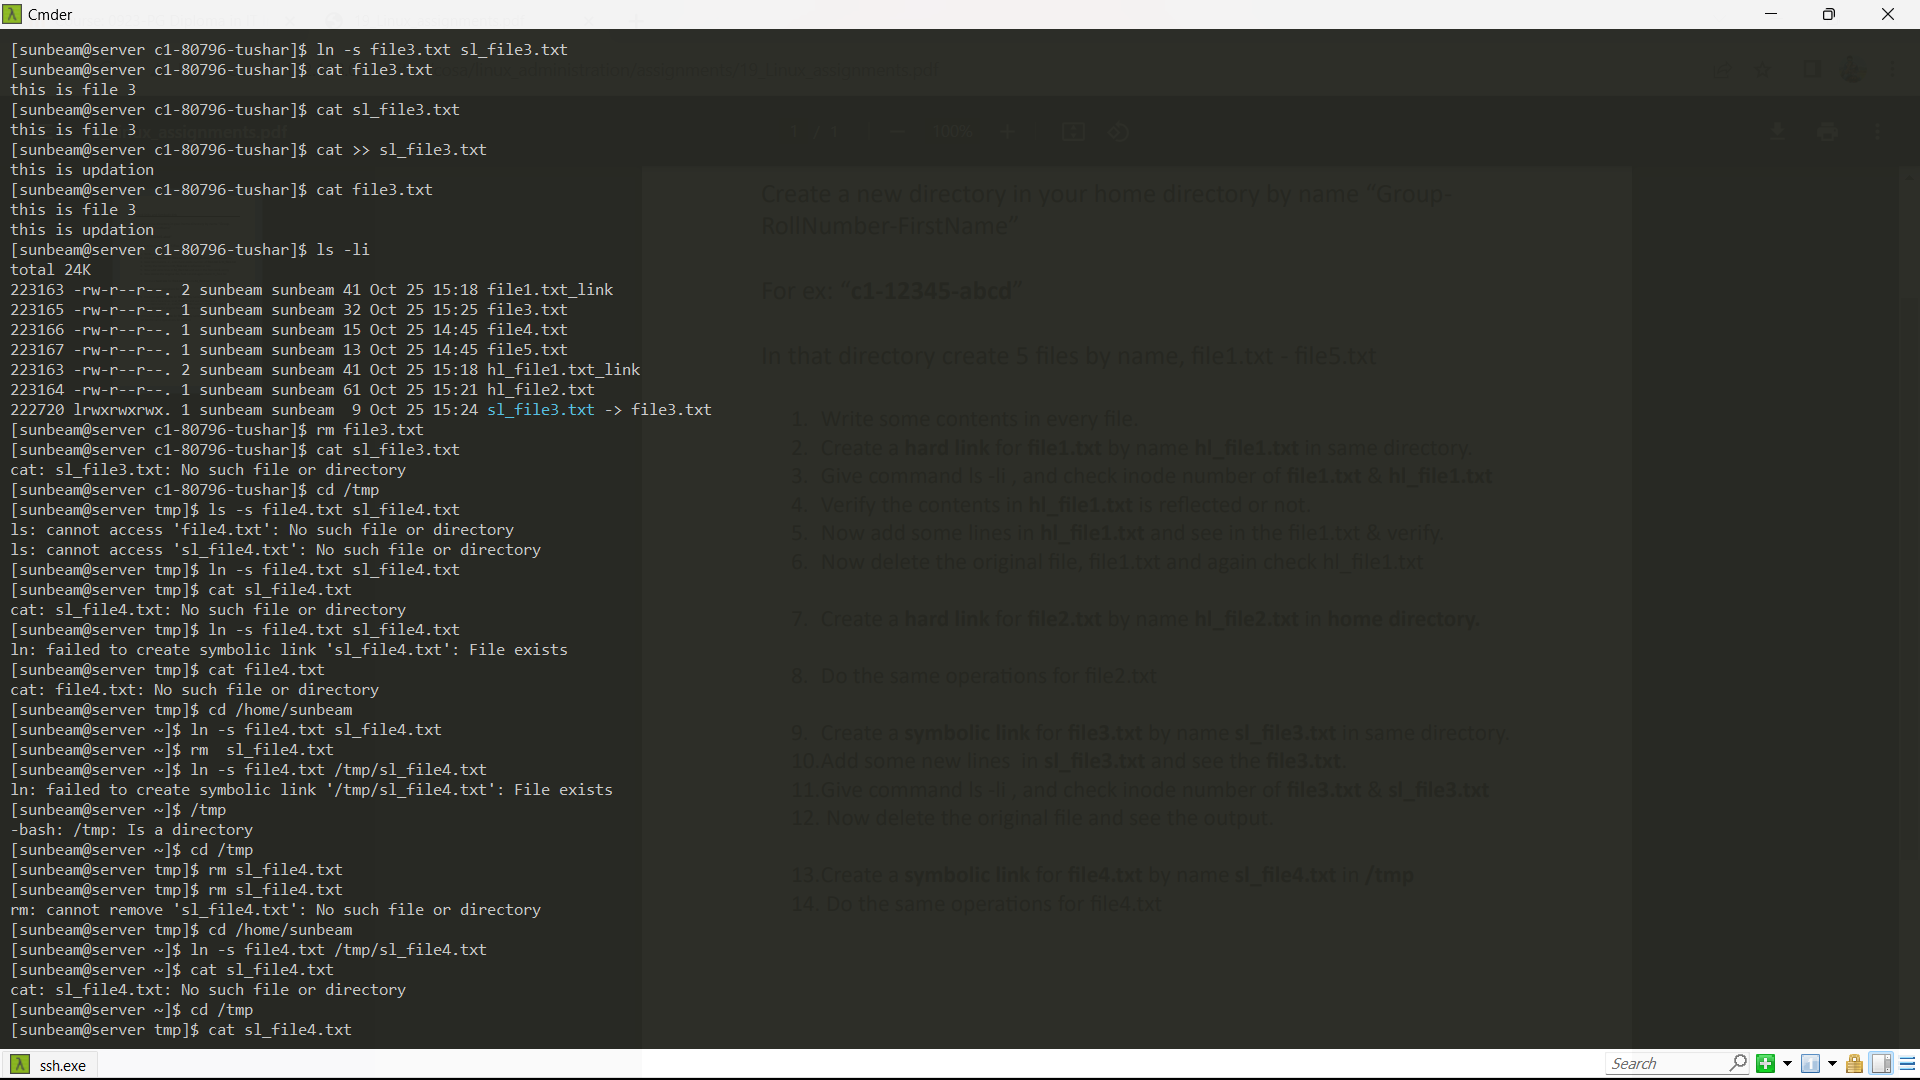 Cmder
[sunbeam@server c1-80796-tushar]$ ln -s file3.txt sl_file3.txt
[sunbeam@server c1-80796-tushar]$ cat file3.txt
this is file 3
[sunbeam@server c1-80796-tushar]$ cat sl_file3.txt
this is file 3
[sunbeam@server c1-80796-tushar]$ cat >> sl_file3.txt
this is updation
[sunbeam@server c1-80796-tushar]$ cat file3.txt
this is file 3
this is updation
[sunbeam@server c1-80796-tushar]$ ls -li
total 24K
223163 -rw-r--r--. 2 sunbeam sunbeam 41 Oct 25 15:18 file1.txt_link
223165 -rw-r--r--. 1 sunbeam sunbeam 32 Oct 25 15:25 file3.txt
223166 -rw-r--r--. 1 sunbeam sunbeam 15 Oct 25 14:45 file4.txt
223167 -rw-r--r--. 1 sunbeam sunbeam 13 Oct 25 14:45 file5.txt
223163 -rw-r--r--. 2 sunbeam sunbeam 41 Oct 25 15:18 hl_file1.txt_link
223164 -rw-r--r--. 1 sunbeam sunbeam 61 Oct 25 15:21 hl_file2.txt
222720 lrwxrwxrwx. 1 sunbeam sunbeam  9 Oct 25 15:24 sl_file3.txt -> file3.txt
[sunbeam@server c1-80796-tushar]$ rm file3.txt
[sunbeam@server c1-80796-tushar]$ cat sl_file3.txt
cat: sl_file3.txt: No such file or directory
[sunbeam@server c1-80796-tushar]$ cd /tmp
[sunbeam@server tmp]$ ls -s file4.txt sl_file4.txt
ls: cannot access 'file4.txt': No such file or directory
ls: cannot access 'sl_file4.txt': No such file or directory
[sunbeam@server tmp]$ ln -s file4.txt sl_file4.txt
[sunbeam@server tmp]$ cat sl_file4.txt
cat: sl_file4.txt: No such file or directory
[sunbeam@server tmp]$ ln -s file4.txt sl_file4.txt
ln: failed to create symbolic link 'sl_file4.txt': File exists
[sunbeam@server tmp]$ cat file4.txt
cat: file4.txt: No such file or directory
[sunbeam@server tmp]$ cd /home/sunbeam
[sunbeam@server ~]$ ln -s file4.txt sl_file4.txt
[sunbeam@server ~]$ rm  sl_file4.txt
[sunbeam@server ~]$ ln -s file4.txt /tmp/sl_file4.txt
ln: failed to create symbolic link '/tmp/sl_file4.txt': File exists
[sunbeam@server ~]$ /tmp
-bash: /tmp: Is a directory
[sunbeam@server ~]$ cd /tmp
[sunbeam@server tmp]$ rm sl_file4.txt
[sunbeam@server tmp]$ rm sl_file4.txt
rm: cannot remove 'sl_file4.txt': No such file or directory
[sunbeam@server tmp]$ cd /home/sunbeam
[sunbeam@server ~]$ ln -s file4.txt /tmp/sl_file4.txt
[sunbeam@server ~]$ cat sl_file4.txt
cat: sl_file4.txt: No such file or directory
[sunbeam@server ~]$ cd /tmp
[sunbeam@server tmp]$ cat sl_file4.txt
1 / 1 100%
Create a new directory in your home directory by name "Group-
RollNumber-FirstName"
For ex: "c1-12345-abcd"
In that directory create 5 files by name, file1.txt - file5.txt
1. Write some contents in every file.
2. Create a hard link for file1.txt by name hl_file1.txt in same directory.
3. Give command ls -li , and check inode number of file1.txt & hl_file1.txt
4. Verify the contents in hl_file1.txt is reflected or not.
5. Now add some lines in hl_file1.txt and see in the file1.txt & verify.
6. Now delete the original file, file1.txt and again check hl_file1.txt
7. Create a hard link for file2.txt by name hl_file2.txt in home directory.
8. Do the same operations for file2.txt
9. Create a symbolic link for file3.txt by name sl_file3.txt in same directory.
10.Add some new lines  in sl_file3.txt and see the file3.txt.
11.Give command ls -li , and check inode number of file3.txt & sl_file3.txt
12. Now delete the original file and see the output.
13.Create a symbolic link for file4.txt by name sl_file4.txt in /tmp
14. Do the same operations for file4.txt
ssh.exe
Search